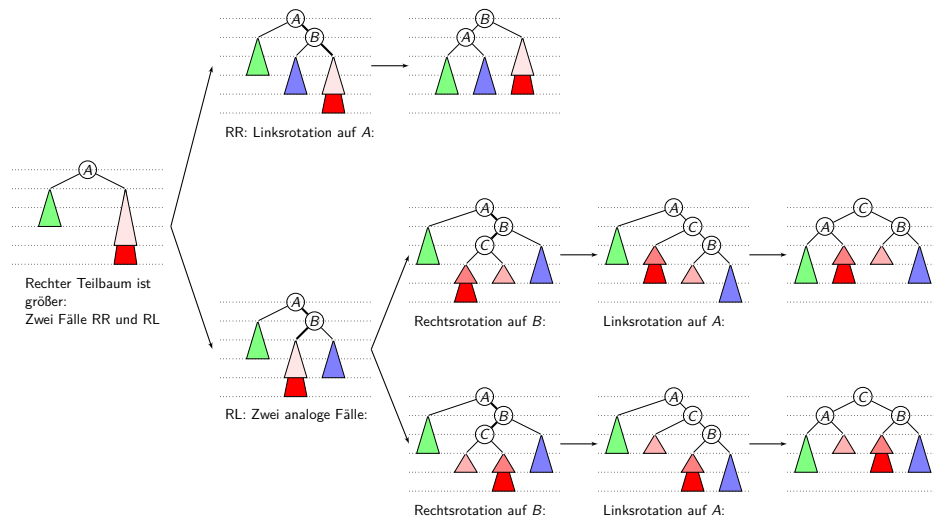 A
B
B
A
RR: Linksrotation auf A:
A
Rechter Teilbaum ist
größer:
Zwei Fälle RR und RL
A
B
C
A
C
B
C
A
B
Rechtsrotation auf B:
Linksrotation auf A:
A
B
RL: Zwei analoge Fälle:
A
B
C
A
C
B
C
A
B
Rechtsrotation auf B:
Linksrotation auf A: